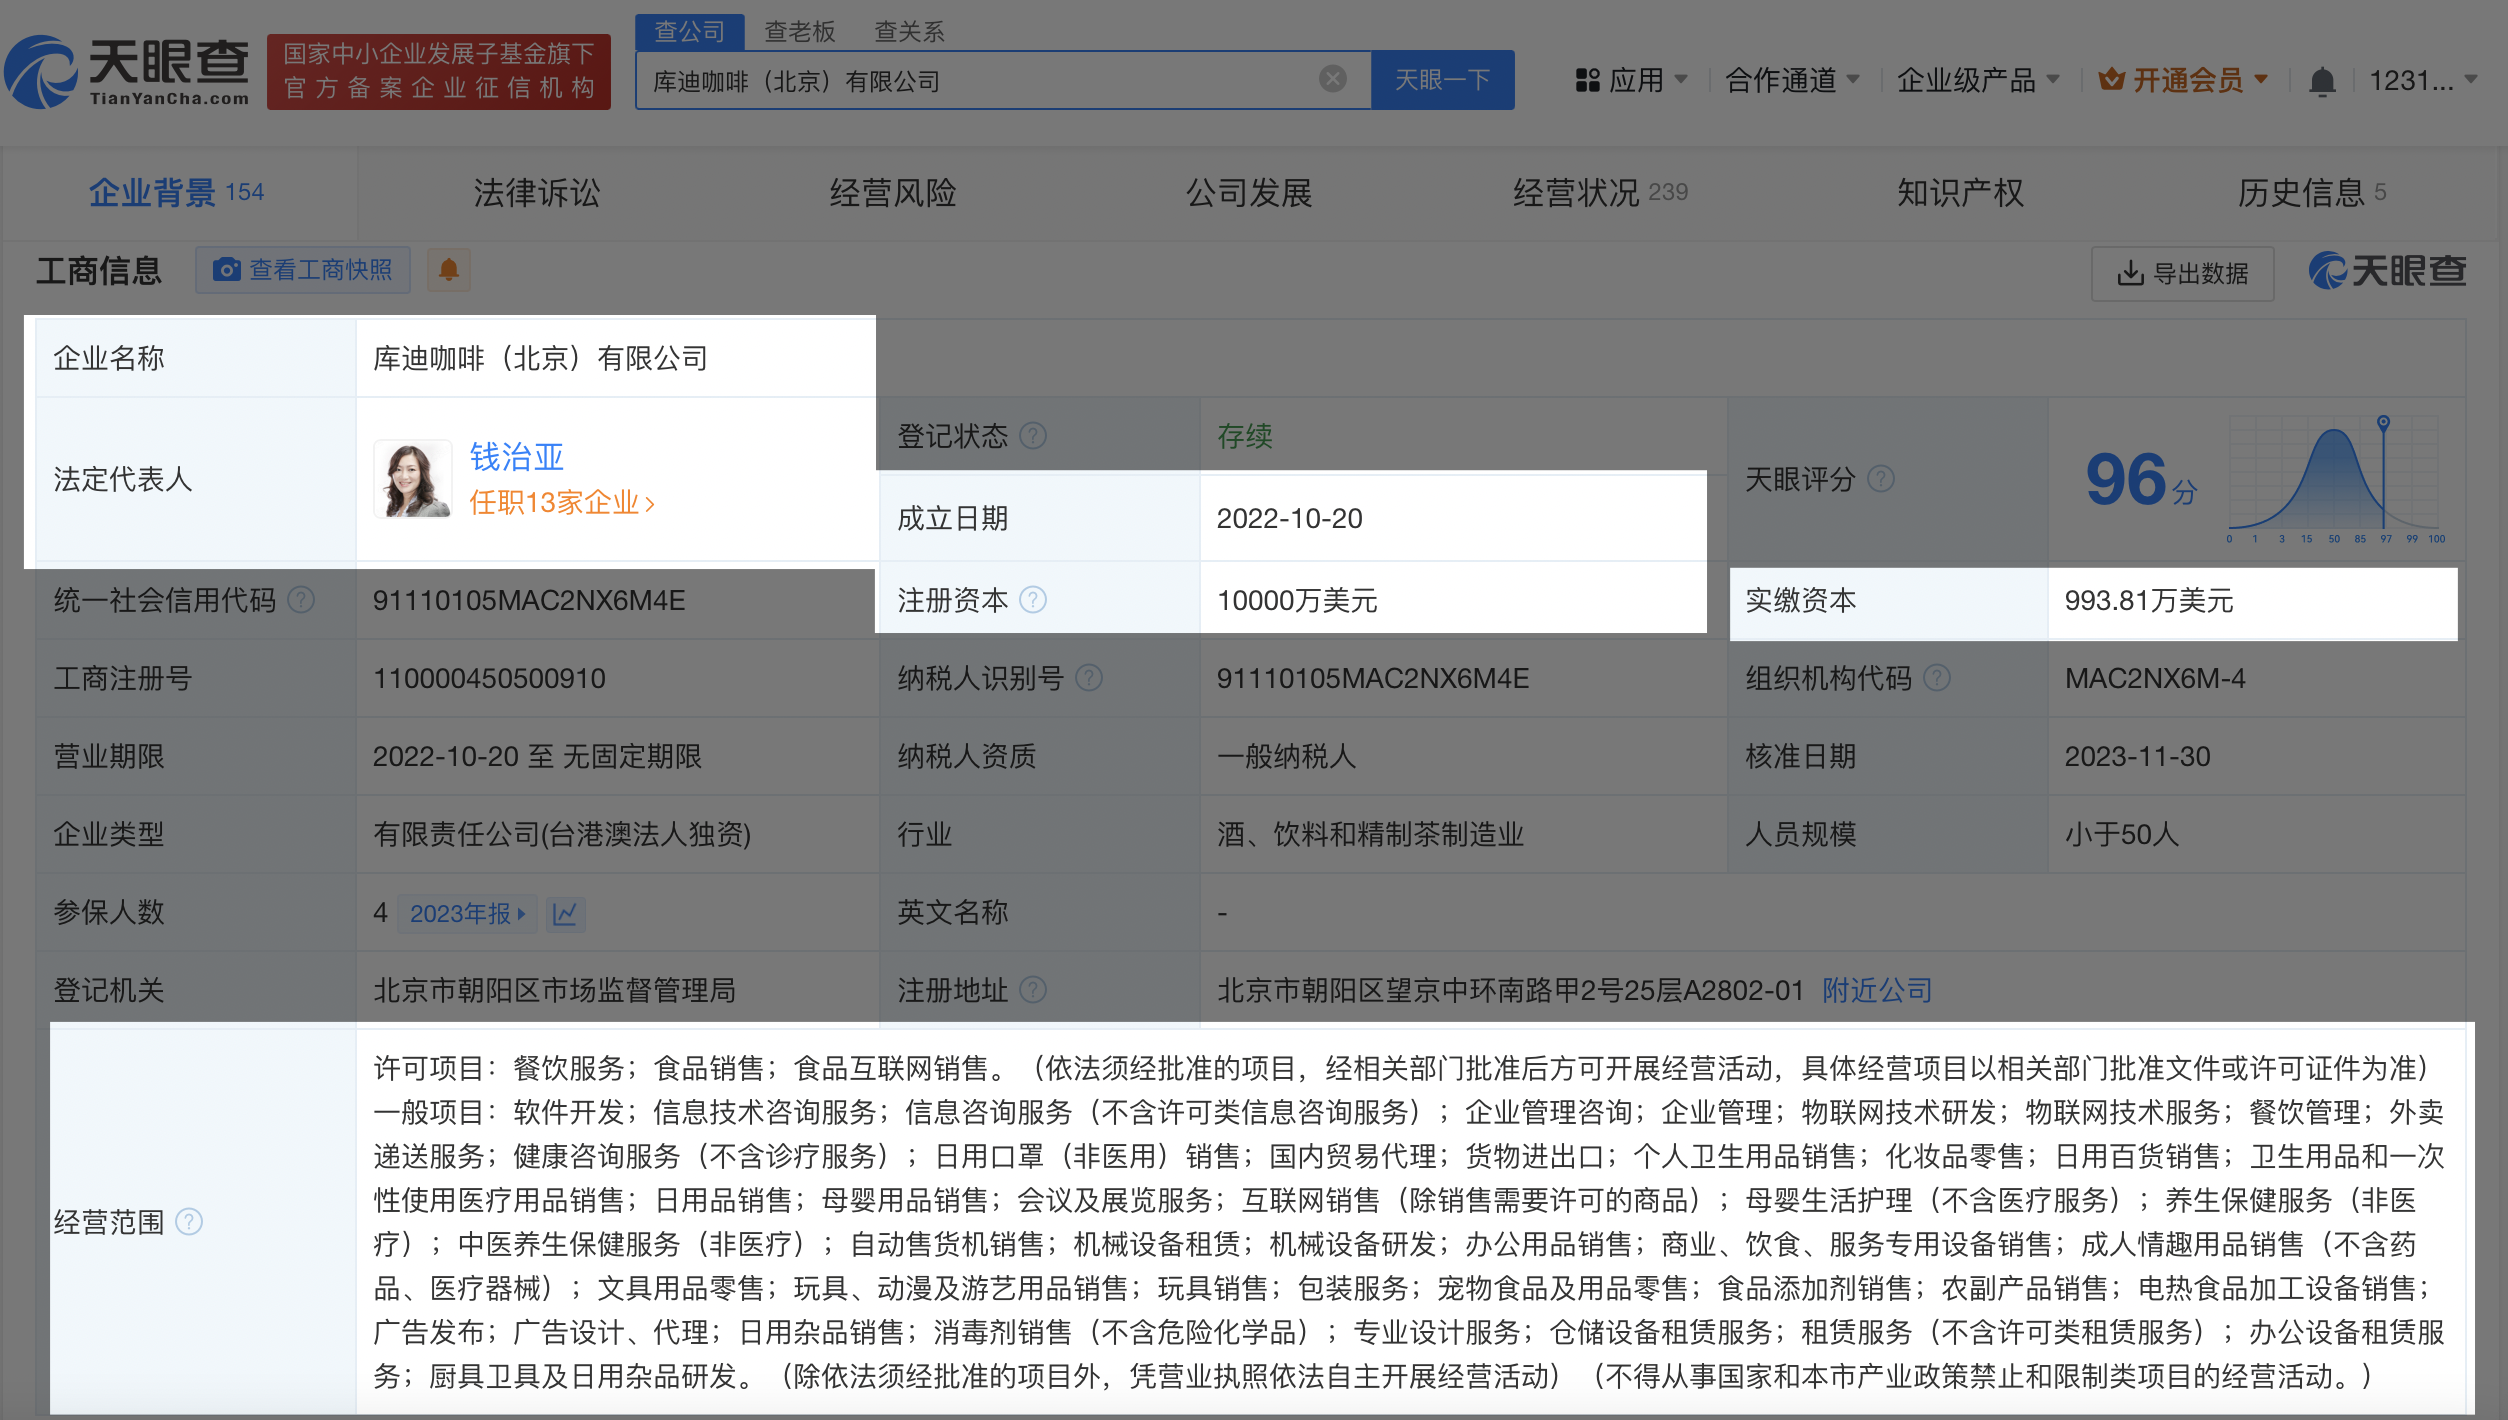 天眼查
TianYanCha.com
国家中小企业发展子基金旗下
官方备案企业征信机构
查公司 查老板 查关系
库迪咖啡（北京）有限公司 天眼一下
应用 合作通道 企业级产品 开通会员 1231...
企业背景 154 法律诉讼 经营风险 公司发展 经营状况 239 知识产权 历史信息 5
工商信息 查看工商快照 导出数据 天眼查
企业名称 库迪咖啡（北京）有限公司
法定代表人 钱治亚
任职13家企业
登记状态 存续
成立日期 2022-10-20
天眼评分 96分
0 1 3 15 50 85 97 99 100
统一社会信用代码 91110105MAC2NX6M4E 注册资本 10000万美元 实缴资本 993.81万美元
工商注册号 110000450500910 纳税人识别号 91110105MAC2NX6M4E 组织机构代码 MAC2NX6M-4
营业期限 2022-10-20 至 无固定期限 纳税人资质 一般纳税人 核准日期 2023-11-30
企业类型 有限责任公司(台港澳法人独资) 行业 酒、饮料和精制茶制造业 人员规模 小于50人
参保人数 4 2023年报 英文名称 -
登记机关 北京市朝阳区市场监督管理局 注册地址 北京市朝阳区望京中环南路甲2号25层A2802-01 附近公司
经营范围
许可项目：餐饮服务；食品销售；食品互联网销售。（依法须经批准的项目，经相关部门批准后方可开展经营活动，具体经营项目以相关部门批准文件或许可证件为准）
一般项目：软件开发；信息技术咨询服务；信息咨询服务（不含许可类信息咨询服务）；企业管理咨询；企业管理；物联网技术研发；物联网技术服务；餐饮管理；外卖
递送服务；健康咨询服务（不含诊疗服务）；日用口罩（非医用）销售；国内贸易代理；货物进出口；个人卫生用品销售；化妆品零售；日用百货销售；卫生用品和一次
性使用医疗用品销售；日用品销售；母婴用品销售；会议及展览服务；互联网销售（除销售需要许可的商品）；母婴生活护理（不含医疗服务）；养生保健服务（非医
疗）；中医养生保健服务（非医疗）；自动售货机销售；机械设备租赁；机械设备研发；办公用品销售；商业、饮食、服务专用设备销售；成人情趣用品销售（不含药
品、医疗器械）；文具用品零售；玩具、动漫及游艺用品销售；玩具销售；包装服务；宠物食品及用品零售；食品添加剂销售；农副产品销售；电热食品加工设备销售；
广告发布；广告设计、代理；日用杂品销售；消毒剂销售（不含危险化学品）；专业设计服务；仓储设备租赁服务；租赁服务（不含许可类租赁服务）；办公设备租赁服
务；厨具卫具及日用杂品研发。（除依法须经批准的项目外，凭营业执照依法自主开展经营活动）（不得从事国家和本市产业政策禁止和限制类项目的经营活动。）